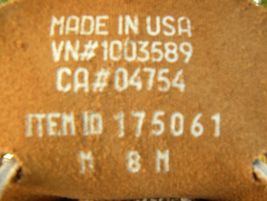 MADE IN USA
VN#1003589
CA#04754
ITEM ID 175061
M 8 M